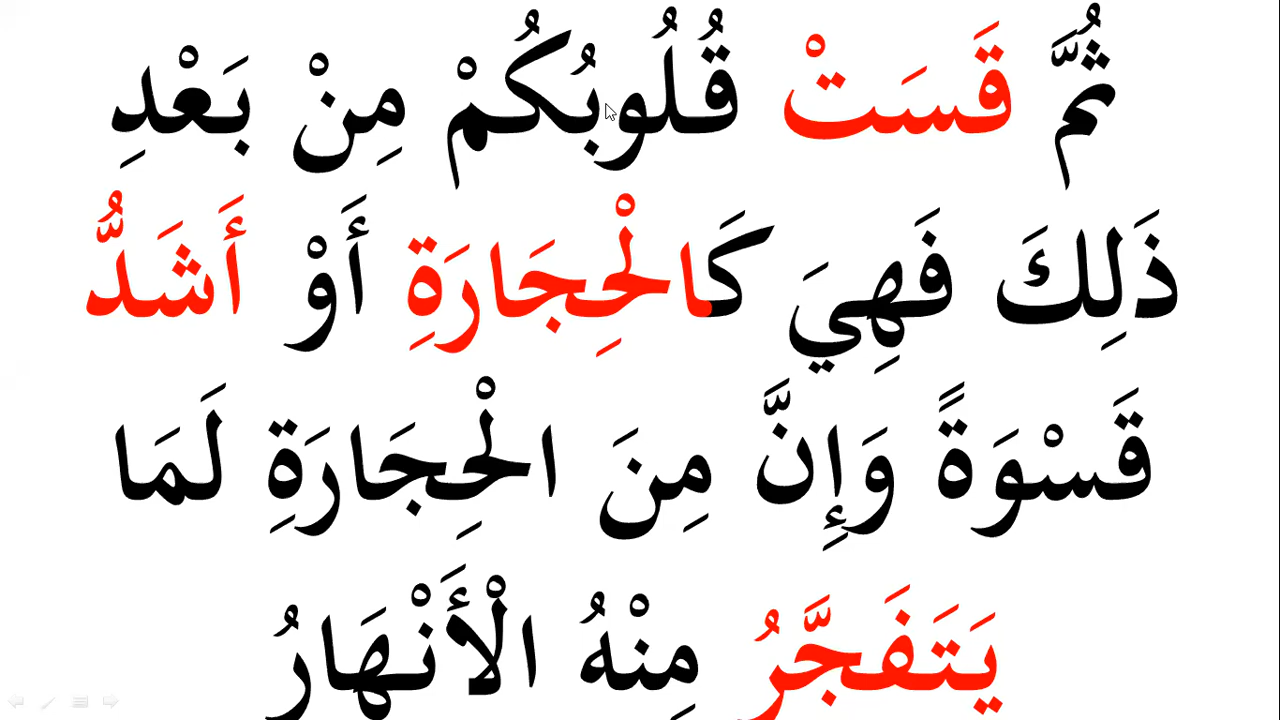 ثُمَّ قَسَتْ قُلُوبُكُمْ مِنْ بَعْدِ
ذَلِكَ فَهِيَ كَالْحِجَارَةِ أَوْ أَشَدُّ
قَسْوَةً وَإِنَّ مِنَ الْحِجَارَةِ لَمَا
يَتَفَجَّرُ مِنْهُ الْأَنْهَارُ